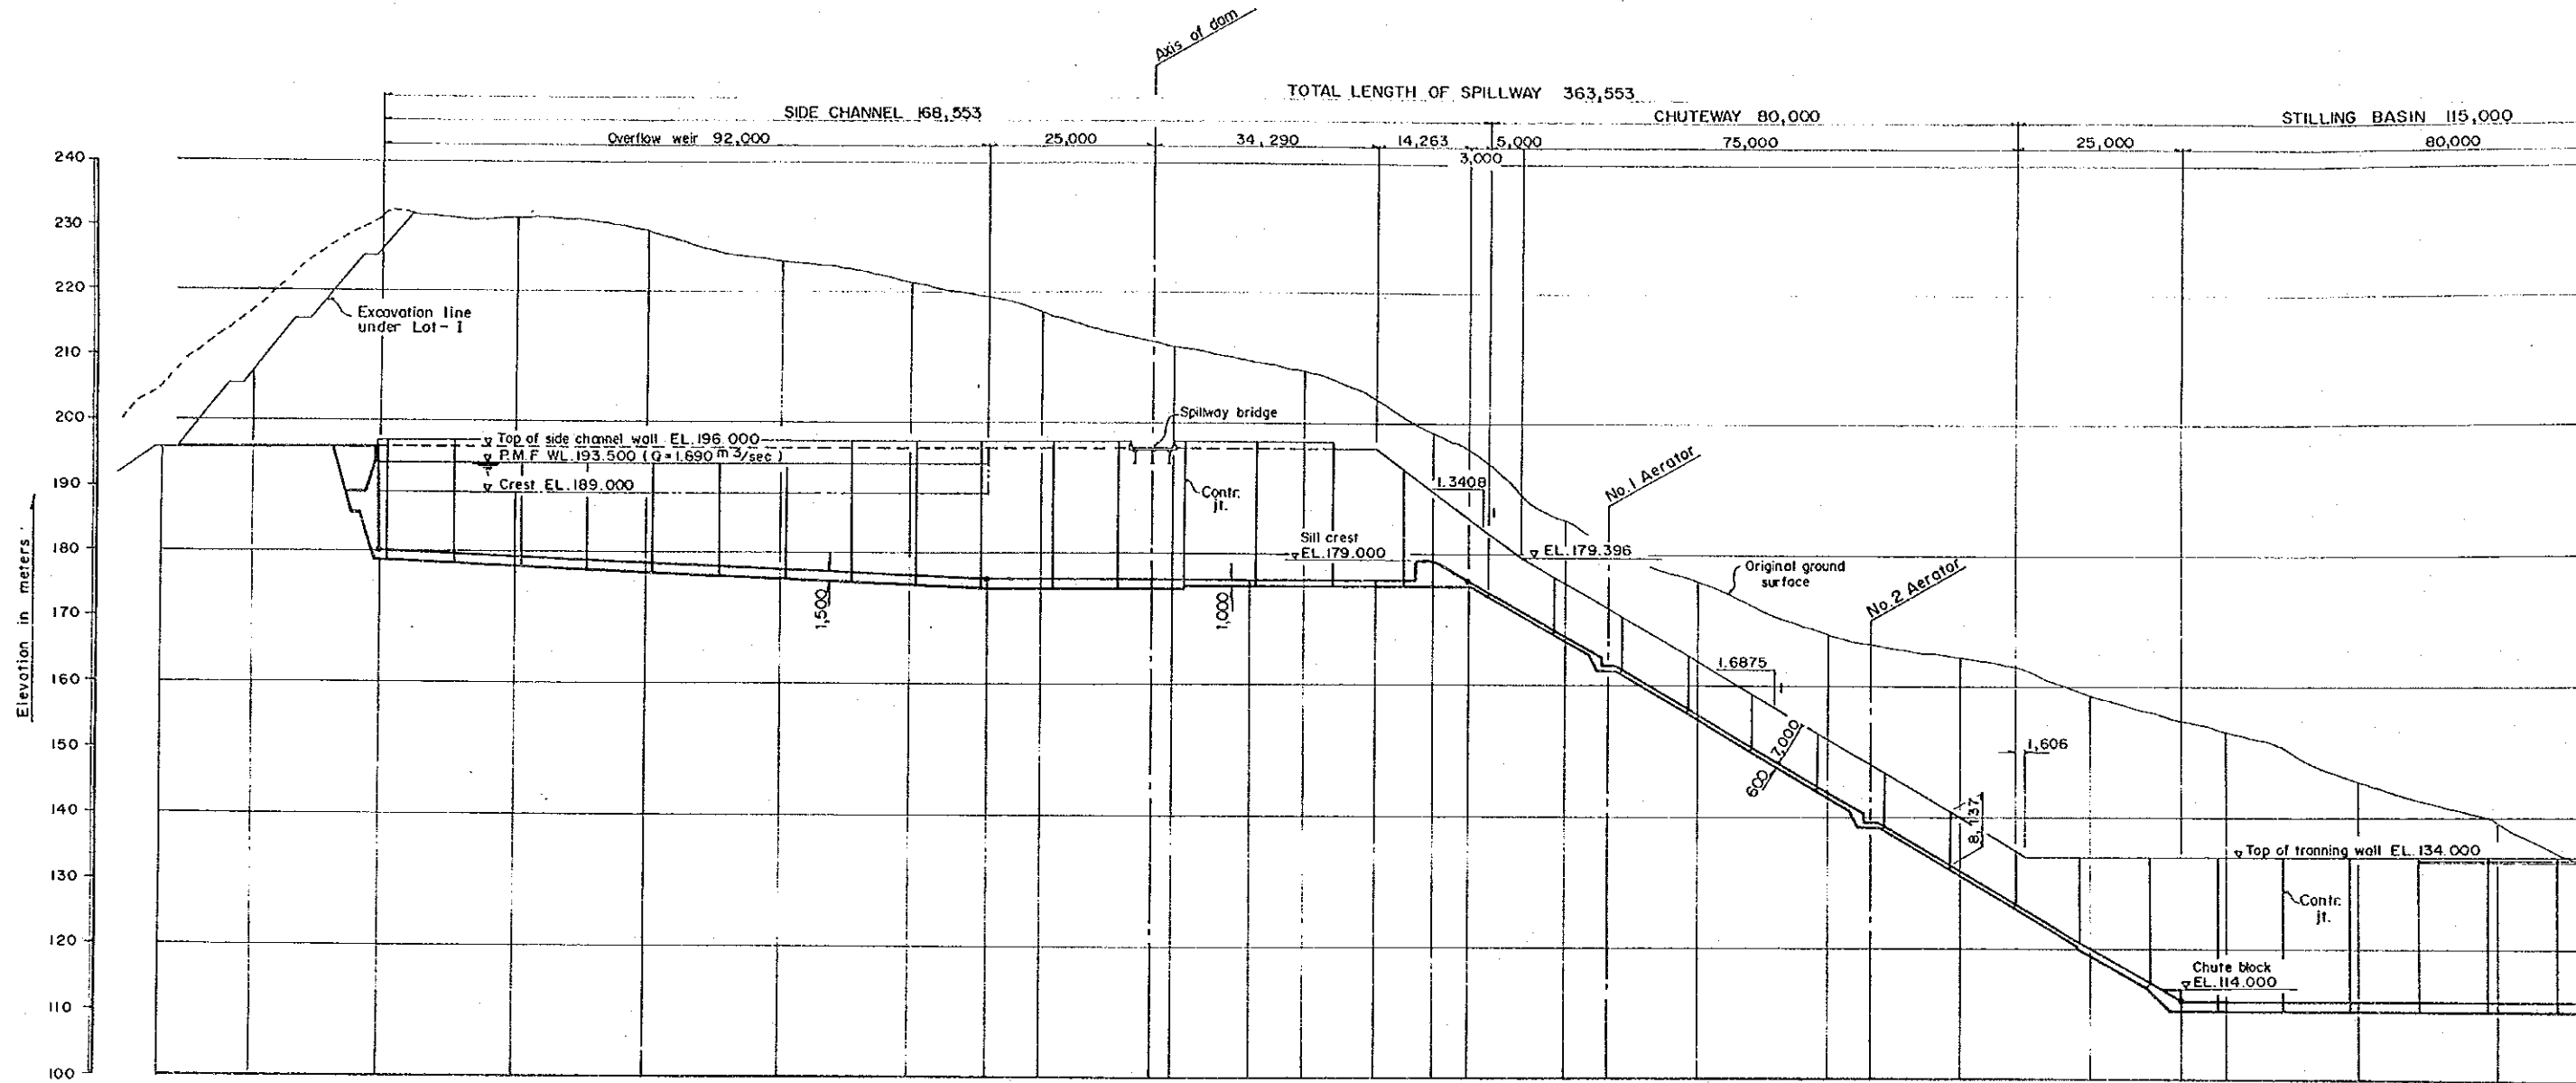 Axis of dam
TOTAL LENGTH OF SPILLWAY 363,553
SIDE CHANNEL 168,553
CHUTEWAY 80,000
STILLING BASIN 115,000
Overflow weir 92,000
25,000
34,290
14,263
5,000
75,000
25,000
80,000
3,000
240
230
220
210
200
190
180
170
160
150
140
130
120
110
100
Elevation in meters
Excavation line
under Lot-I
Spillway bridge
Top of side channel wall EL.196.000
P.M.F WL.193.500 (Q=1.690 m3/sec)
Crest EL.189.000
Contr.
jt.
1.3408
1
No.1 Aerator
Sill crest
EL.179.000
EL.179.396
Original ground
surface
No.2 Aerator
1,500
1,000
1.6875
1
7,000
600
1,606
8,137
Top of tranning wall EL.134.000
Contr.
jt.
Chute block
EL.114.000